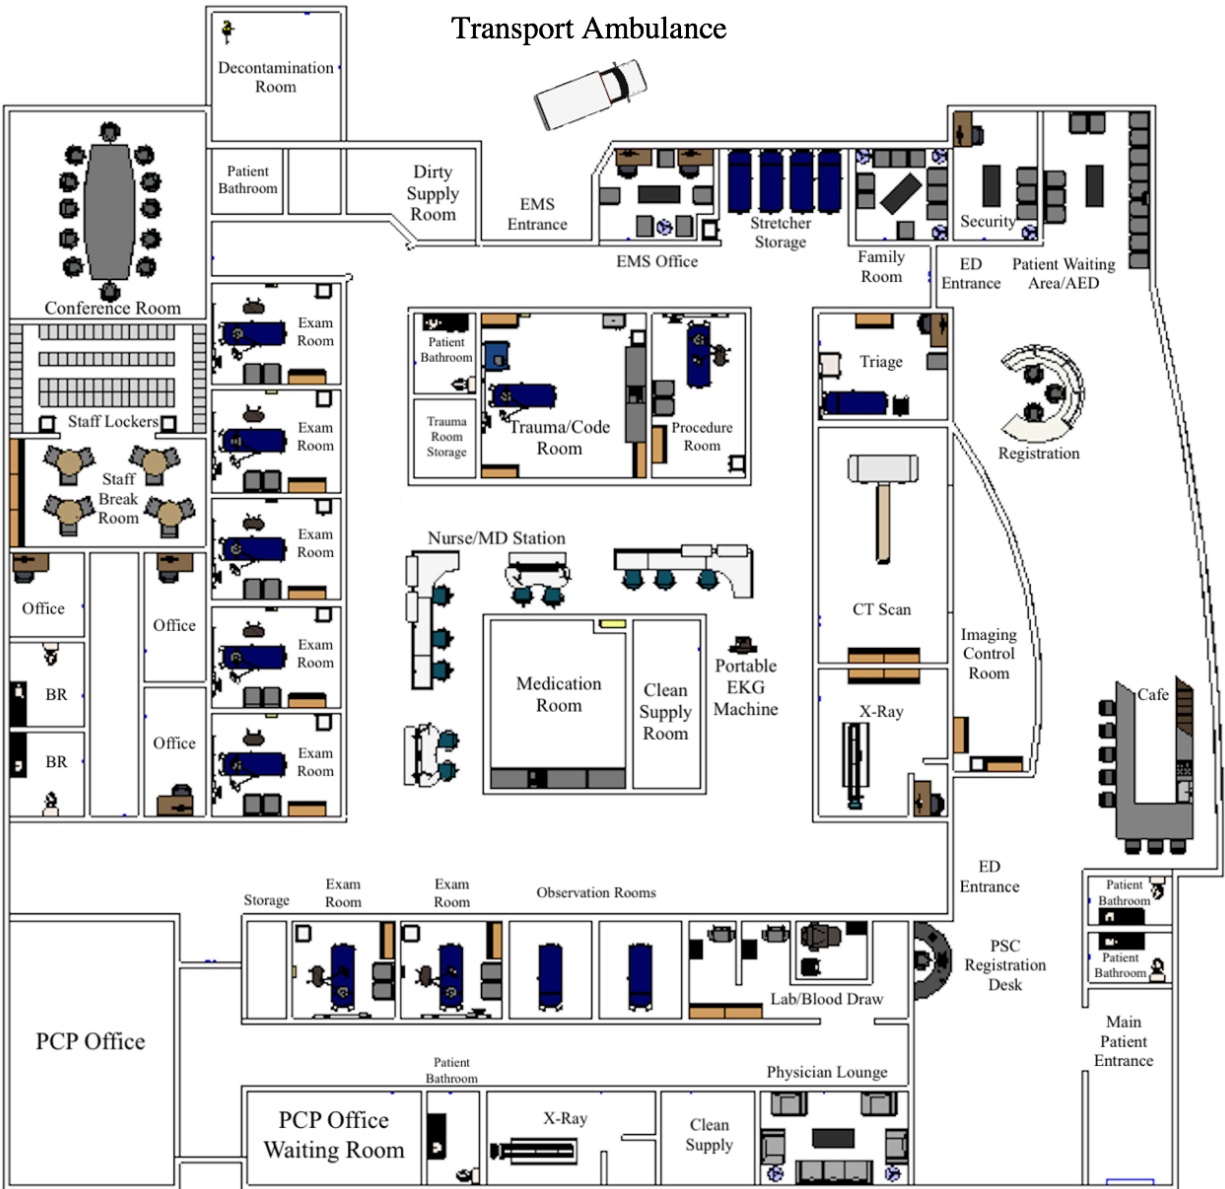 Transport Ambulance
Decontamination
Room
Patient
Bathroom
Dirty
Supply
Room
EMS
Entrance
EMS Office
Stretcher
Storage
Family
Room
Security
ED
Entrance
Patient Waiting
Area/AED
Conference Room
Exam
Room
Patient
Bathroom
Trauma
Room
Storage
Trauma/Code
Room
Procedure
Room
Triage
Registration
Staff Lockers
Exam
Room
Staff
Break
Room
Exam
Room
Nurse/MD Station
CT Scan
Office
Office
Exam
Room
Imaging
Control
Room
BR
Medication
Room
Clean
Supply
Room
Portable
EKG
Machine
X-Ray
Cafe
BR
Office
Exam
Room
ED
Entrance
Storage
Exam
Room
Exam
Room
Observation Rooms
Patient
Bathroom
Patient
Bathroom
Lab/Blood Draw
PSC
Registration
Desk
Main
Patient
Entrance
PCP Office
Patient
Bathroom
Physician Lounge
PCP Office
Waiting Room
X-Ray
Clean
Supply